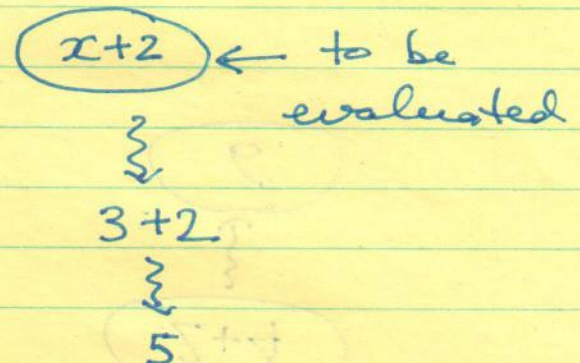 x+2 ← to be
evaluated
3+2
5